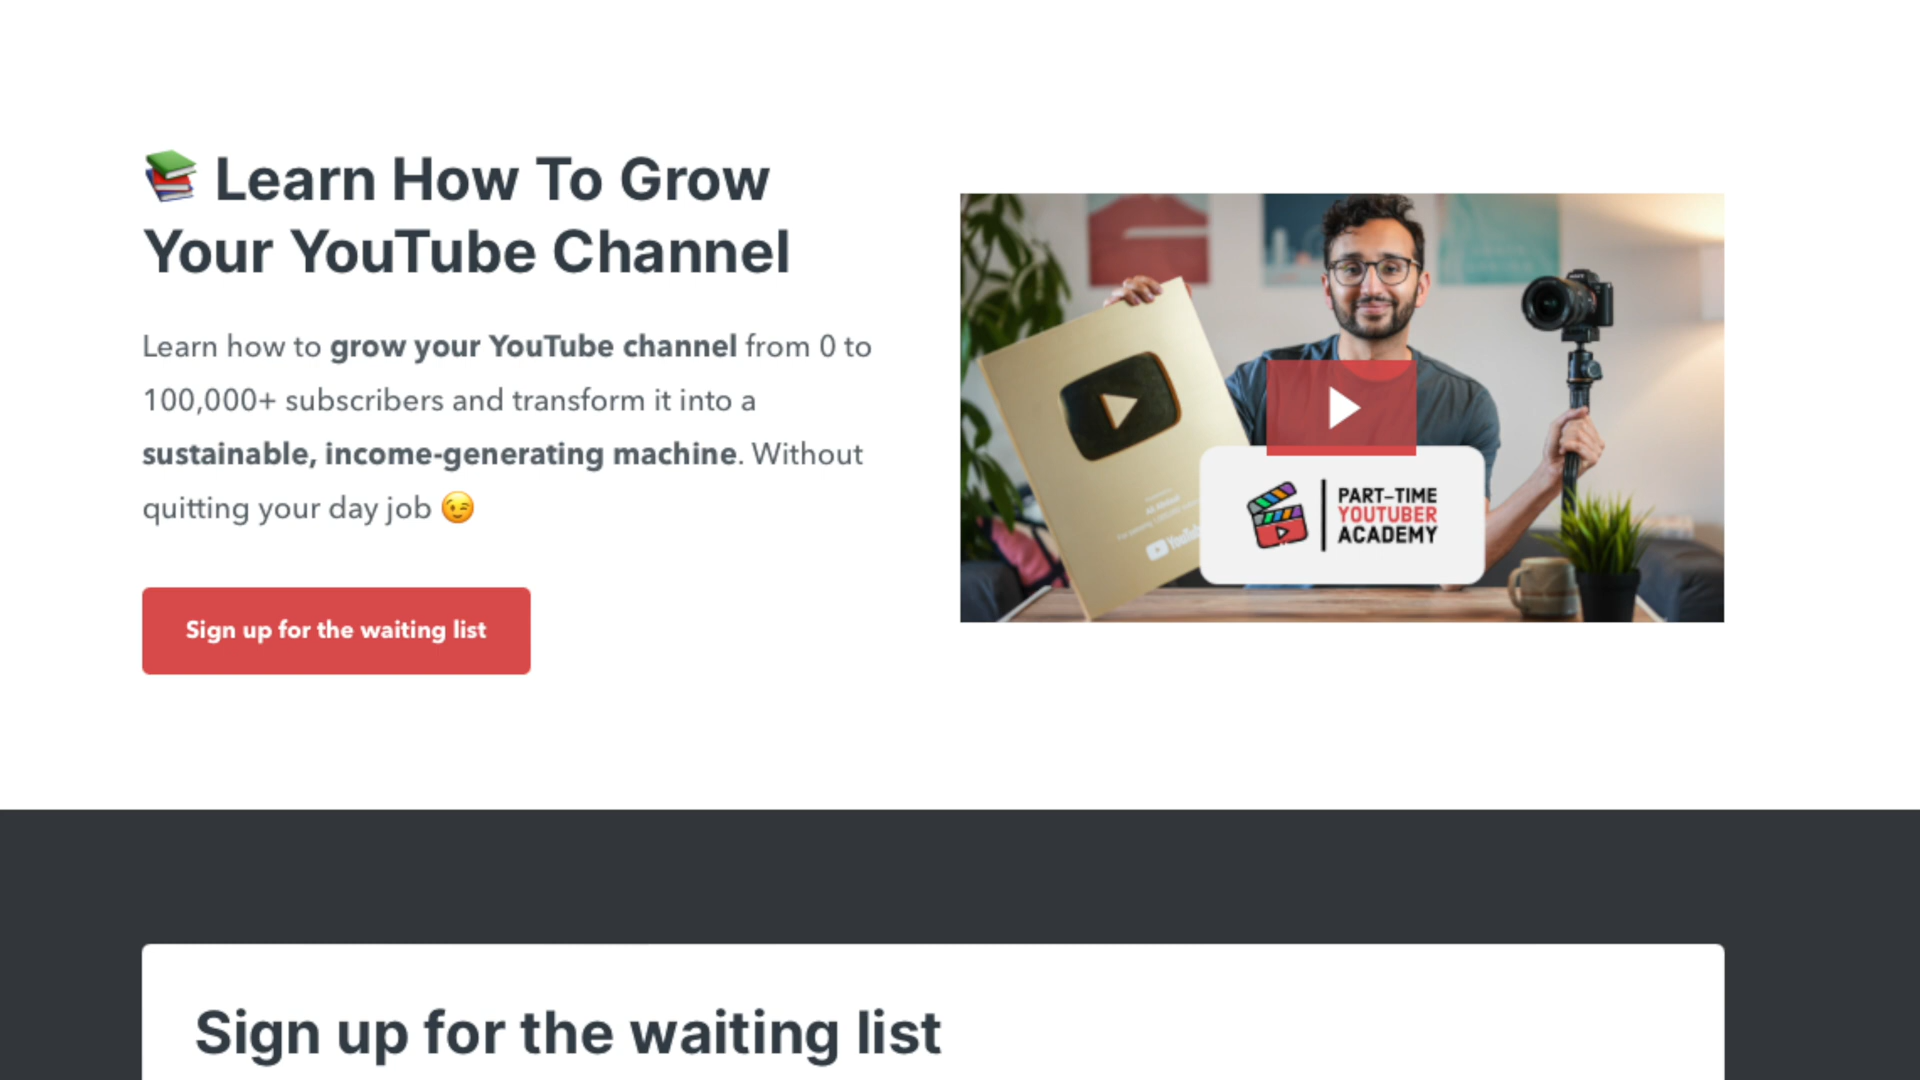 📚 Learn How To Grow
Your YouTube Channel
Learn how to grow your YouTube channel from 0 to
100,000+ subscribers and transform it into a
sustainable, income-generating machine. Without
quitting your day job 😉
Sign up for the waiting list
YouTube
PART-TIME
YOUTUBER
ACADEMY
Sign up for the waiting list